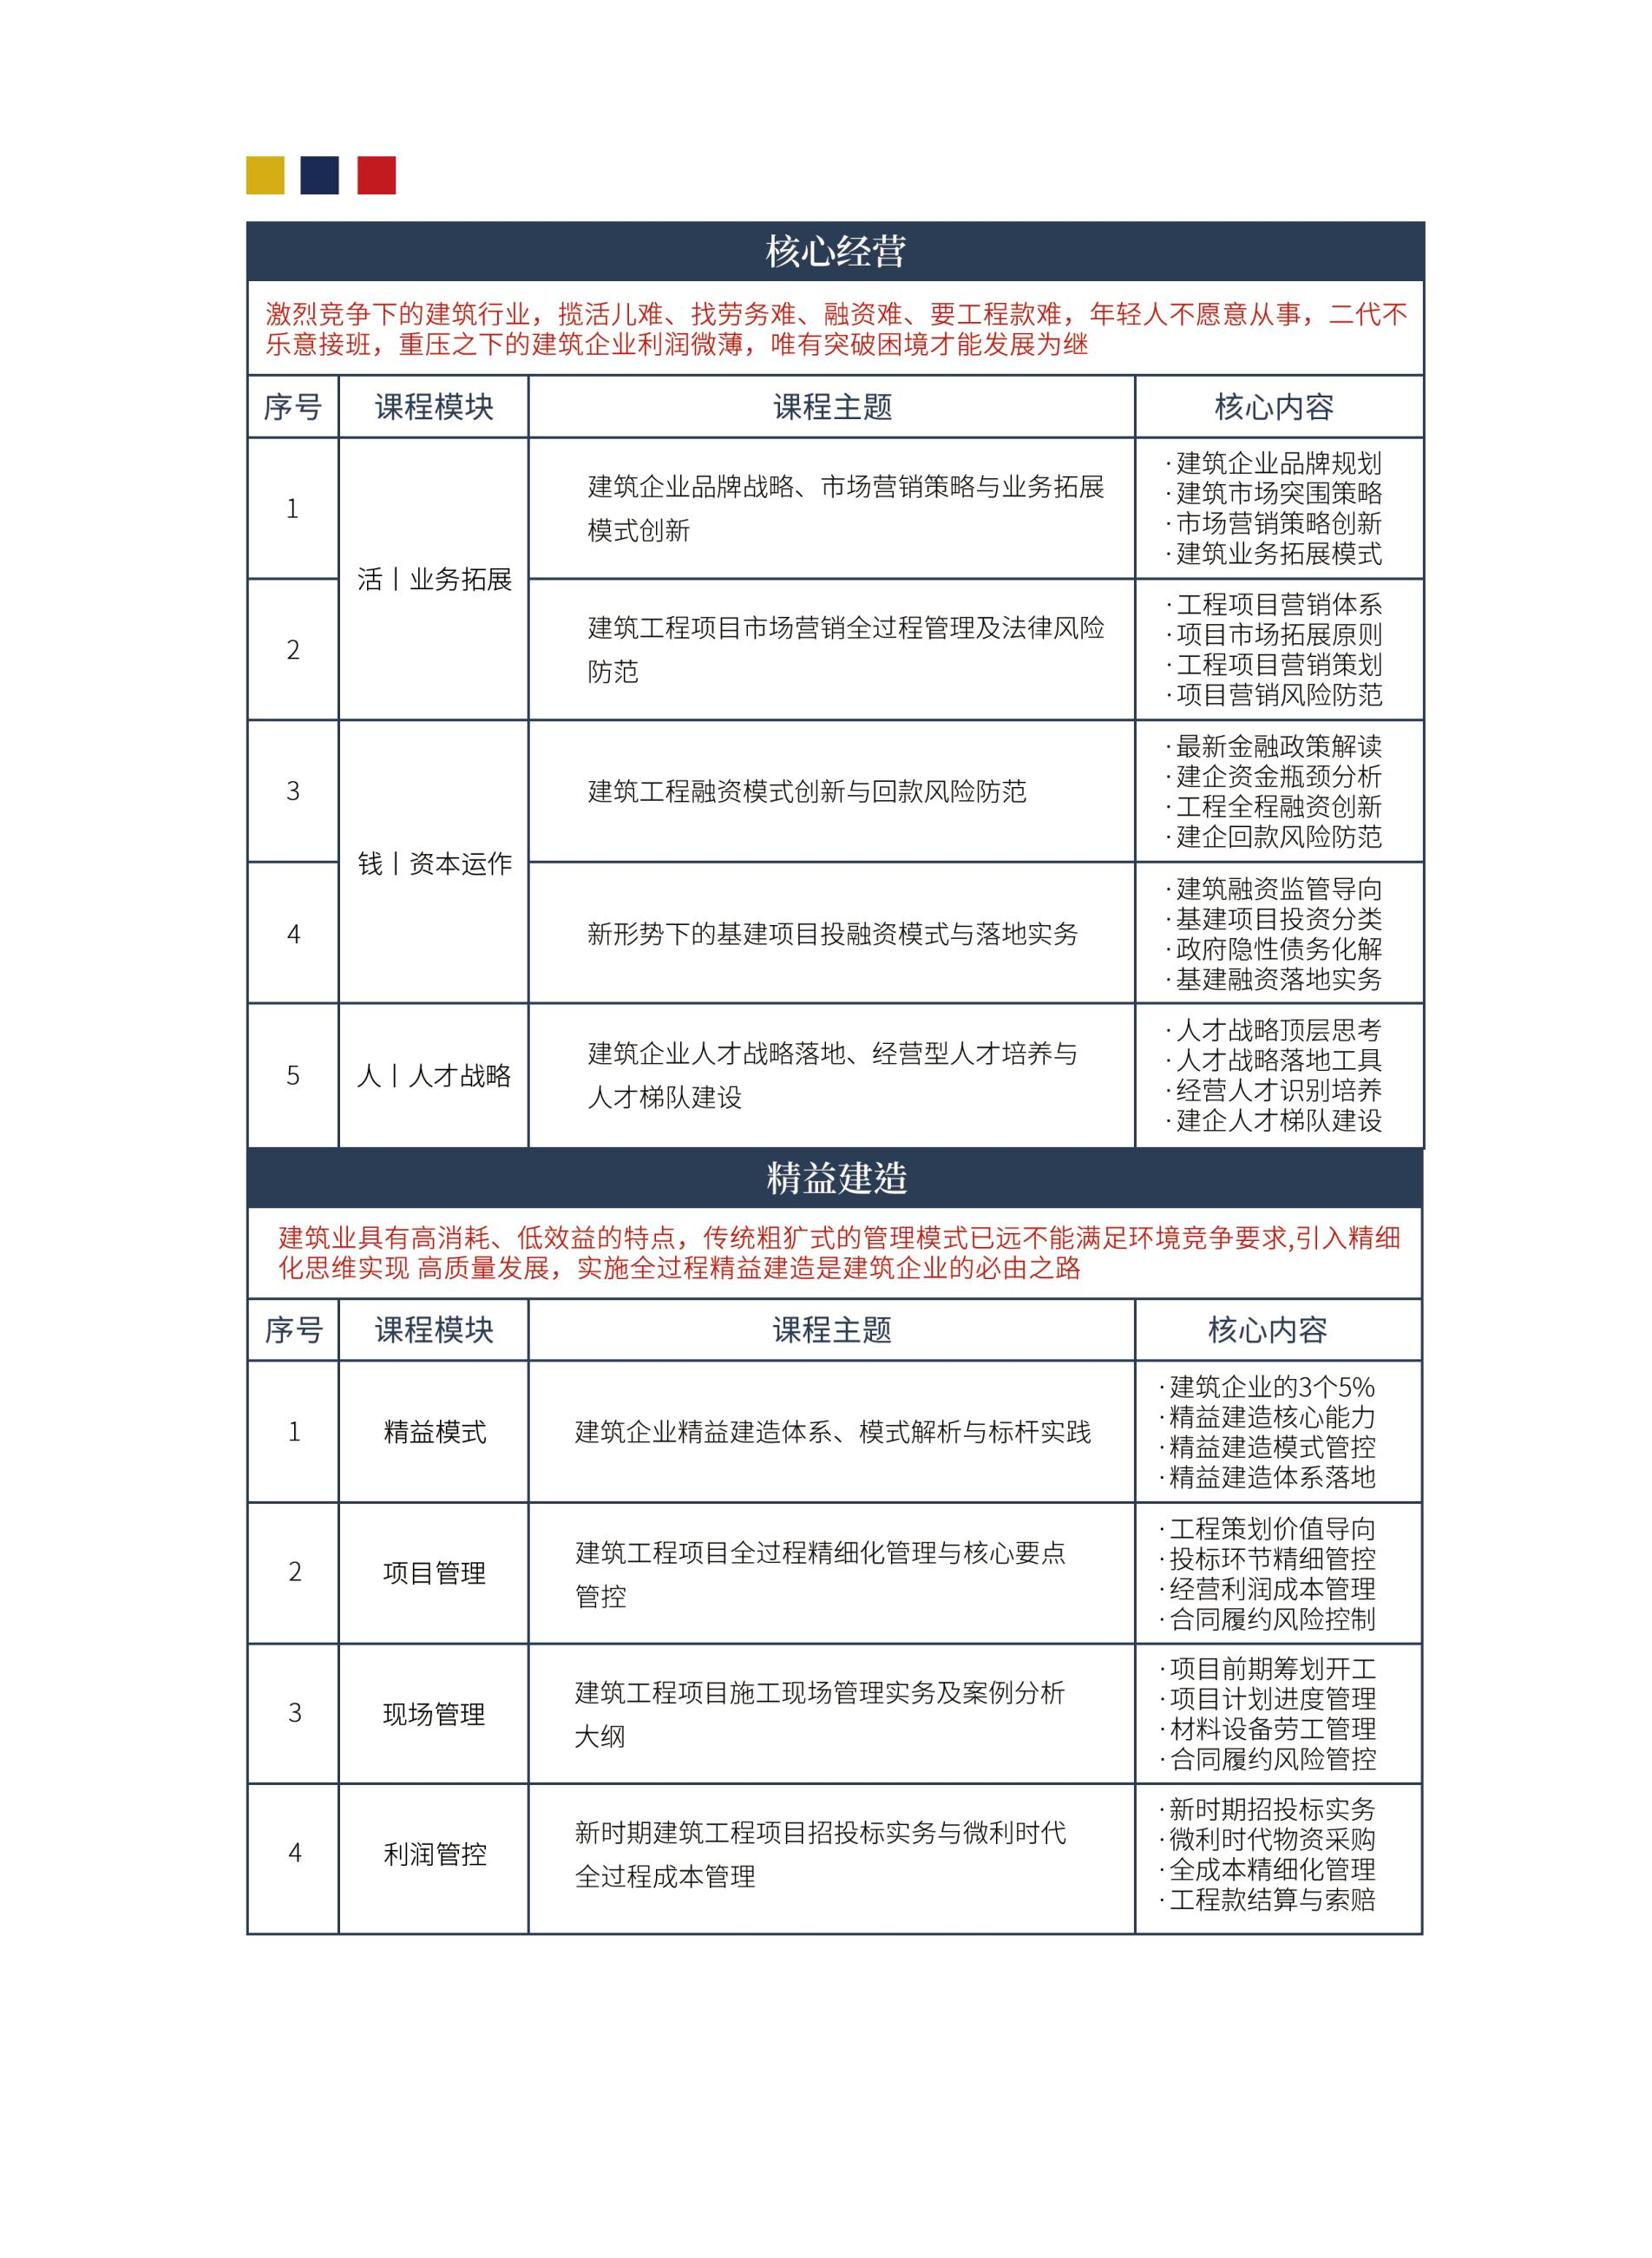 核心经营
激烈竞争下的建筑行业，揽活儿难、找劳务难、融资难、要工程款难，年轻人不愿意从事，二代不
乐意接班，重压之下的建筑企业利润微薄，唯有突破困境才能发展为继
序号 课程模块 课程主题 核心内容
1
活丨业务拓展
建筑企业品牌战略、市场营销策略与业务拓展
模式创新
·建筑企业品牌规划
·建筑市场突围策略
·市场营销策略创新
·建筑业务拓展模式
2
建筑工程项目市场营销全过程管理及法律风险
防范
·工程项目营销体系
·项目市场拓展原则
·工程项目营销策划
·项目营销风险防范
3
钱丨资本运作
建筑工程融资模式创新与回款风险防范
·最新金融政策解读
·建企资金瓶颈分析
·工程全程融资创新
·建企回款风险防范
4
新形势下的基建项目投融资模式与落地实务
·建筑融资监管导向
·基建项目投资分类
·政府隐性债务化解
·基建融资落地实务
5
人丨人才战略
建筑企业人才战略落地、经营型人才培养与
人才梯队建设
·人才战略顶层思考
·人才战略落地工具
·经营人才识别培养
·建企人才梯队建设
精益建造
建筑业具有高消耗、低效益的特点，传统粗犷式的管理模式已远不能满足环境竞争要求,引入精细
化思维实现 高质量发展，实施全过程精益建造是建筑企业的必由之路
序号 课程模块 课程主题 核心内容
1
精益模式
建筑企业精益建造体系、模式解析与标杆实践
·建筑企业的3个5%
·精益建造核心能力
·精益建造模式管控
·精益建造体系落地
2
项目管理
建筑工程项目全过程精细化管理与核心要点
管控
·工程策划价值导向
·投标环节精细管控
·经营利润成本管理
·合同履约风险控制
3
现场管理
建筑工程项目施工现场管理实务及案例分析
大纲
·项目前期筹划开工
·项目计划进度管理
·材料设备劳工管理
·合同履约风险管控
4
利润管控
新时期建筑工程项目招投标实务与微利时代
全过程成本管理
·新时期招投标实务
·微利时代物资采购
·全成本精细化管理
·工程款结算与索赔